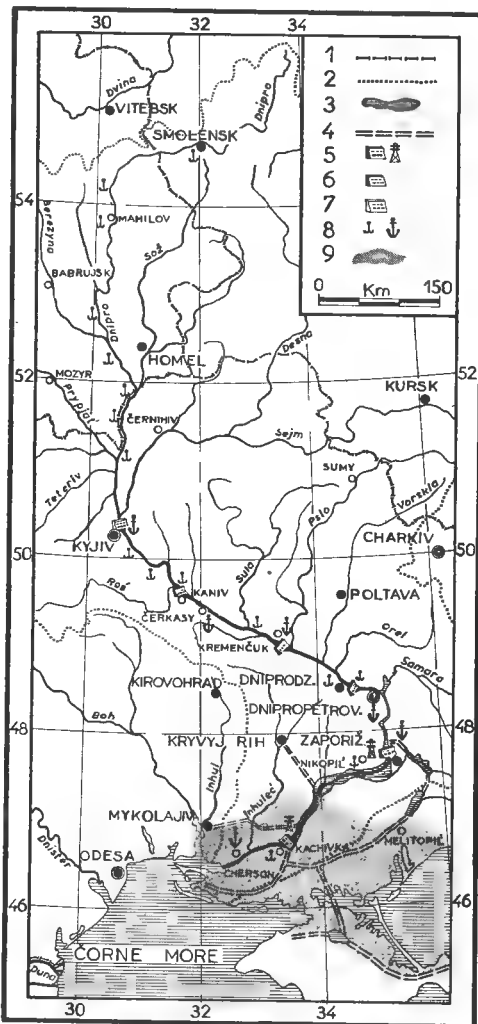 30 32 34
1
2
3
4
5
6
7
8
9
0 Km 150
Dvina
VITEBSK
SMOLENSK
Dnipro
54
MAHILOV
Berezyna
Sož
BABRUJSK
Dnipro
HOMEL
Desna
52
52
MOZYR
Prypjat
KURSK
ČERNIHIV
Sejm
SUMY
Teteriv
Pslo
Vorskla
CHARKIV
50
KYJIV
50
Sula
Roś
KANIV
POLTAVA
ČERKASY
Orel
KREMENČUK
Samara
KIROVOHRAD
DNIPRODZ.
DNIPROPETROV.
Boh
48
KRYVYJ RIH
ZAPORIŽ.
48
NIKOPIL
Inhul
Inhuleć
MYKOLAJIV
Dnister
KACHIVKA
MELITOPIL
ODESA
CHERSON
46
46
ČORNE MORE
Dunaj
30 32 34